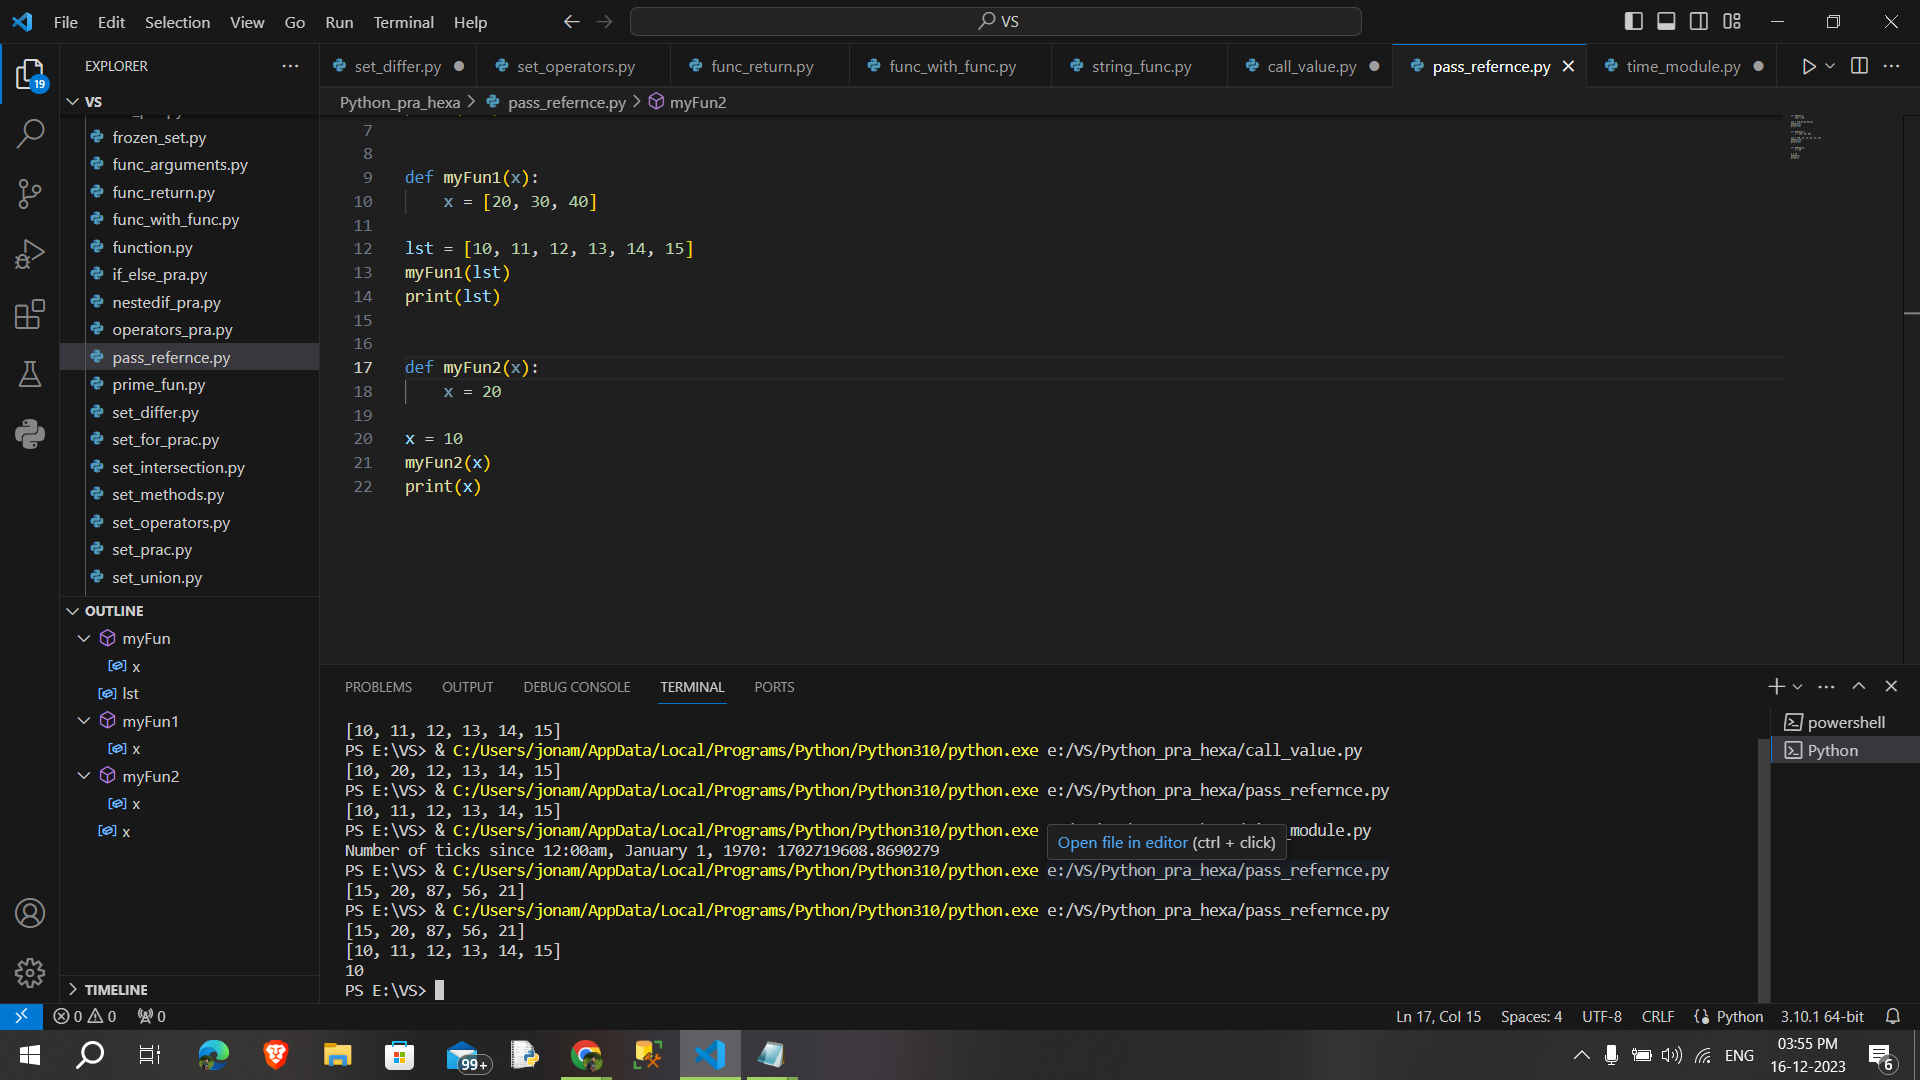 File Edit Selection View Go Run Terminal Help
VS
EXPLORER
19
set_differ.py
set_operators.py
func_return.py
func_with_func.py
string_func.py
call_value.py
pass_refernce.py
time_module.py
VS
Python_pra_hexa > pass_refernce.py > myFun2
frozen_set.py
func_arguments.py
func_return.py
func_with_func.py
function.py
if_else_pra.py
nestedif_pra.py
operators_pra.py
pass_refernce.py
prime_fun.py
set_differ.py
set_for_prac.py
set_intersection.py
set_methods.py
set_operators.py
set_prac.py
set_union.py
7
8
9 def myFun1(x):
10 x = [20, 30, 40]
11
12 lst = [10, 11, 12, 13, 14, 15]
13 myFun1(lst)
14 print(lst)
15
16
17 def myFun2(x):
18 x = 20
19
20 x = 10
21 myFun2(x)
22 print(x)
OUTLINE
myFun
x
lst
myFun1
x
myFun2
x
x
TIMELINE
PROBLEMS OUTPUT DEBUG CONSOLE TERMINAL PORTS
powershell
Python
[10, 11, 12, 13, 14, 15]
PS E:\VS> & C:/Users/jonam/AppData/Local/Programs/Python/Python310/python.exe e:/VS/Python_pra_hexa/call_value.py
[10, 20, 12, 13, 14, 15]
PS E:\VS> & C:/Users/jonam/AppData/Local/Programs/Python/Python310/python.exe e:/VS/Python_pra_hexa/pass_refernce.py
[10, 11, 12, 13, 14, 15]
PS E:\VS> & C:/Users/jonam/AppData/Local/Programs/Python/Python310/python.exe _module.py
Open file in editor (ctrl + click)
Number of ticks since 12:00am, January 1, 1970: 1702719608.8690279
PS E:\VS> & C:/Users/jonam/AppData/Local/Programs/Python/Python310/python.exe e:/VS/Python_pra_hexa/pass_refernce.py
[15, 20, 87, 56, 21]
PS E:\VS> & C:/Users/jonam/AppData/Local/Programs/Python/Python310/python.exe e:/VS/Python_pra_hexa/pass_refernce.py
[15, 20, 87, 56, 21]
[10, 11, 12, 13, 14, 15]
10
PS E:\VS>
0 0 0
Ln 17, Col 15 Spaces: 4 UTF-8 CRLF Python 3.10.1 64-bit
99+
ENG
03:55 PM
16-12-2023
6